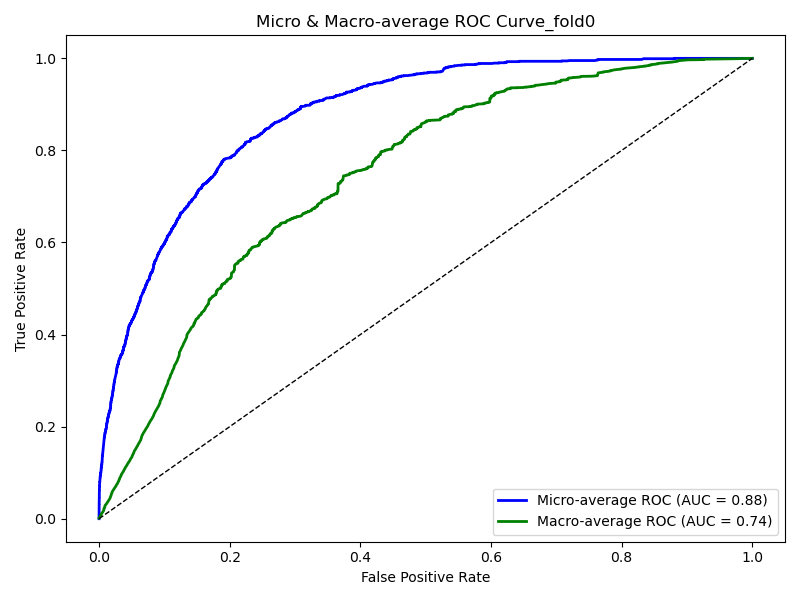 Micro & Macro-average ROC Curve_fold0
True Positive Rate
1.0
0.8
0.6
0.4
0.2
0.0
0.0 0.2 0.4 0.6 0.8 1.0
False Positive Rate
Micro-average ROC (AUC = 0.88)
Macro-average ROC (AUC = 0.74)